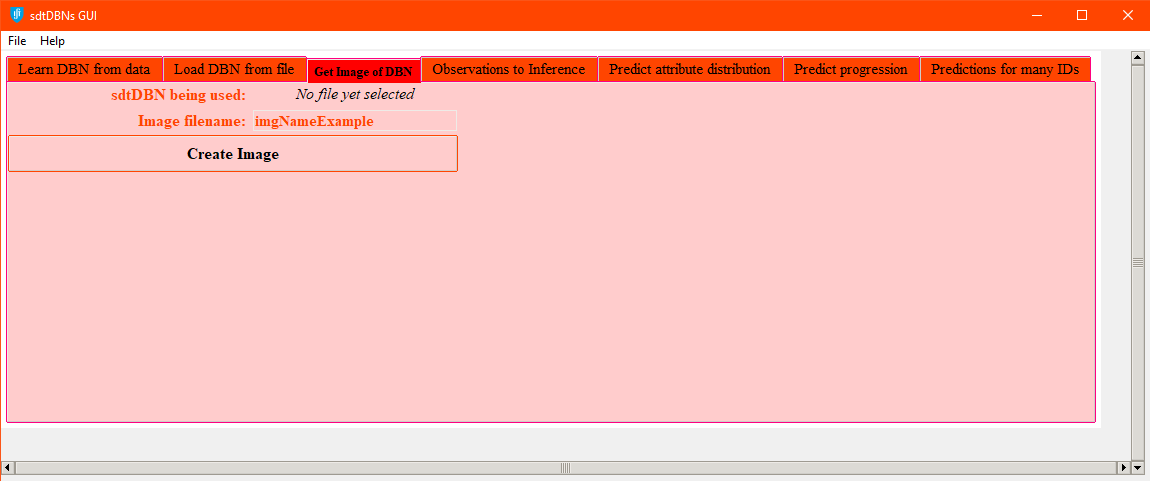 sdtDBNs GUI
File Help
Learn DBN from data Load DBN from file Get Image of DBN Observations to Inference Predict attribute distribution Predict progression Predictions for many IDs
sdtDBN being used: No file yet selected
Image filename: imgNameExample
Create Image